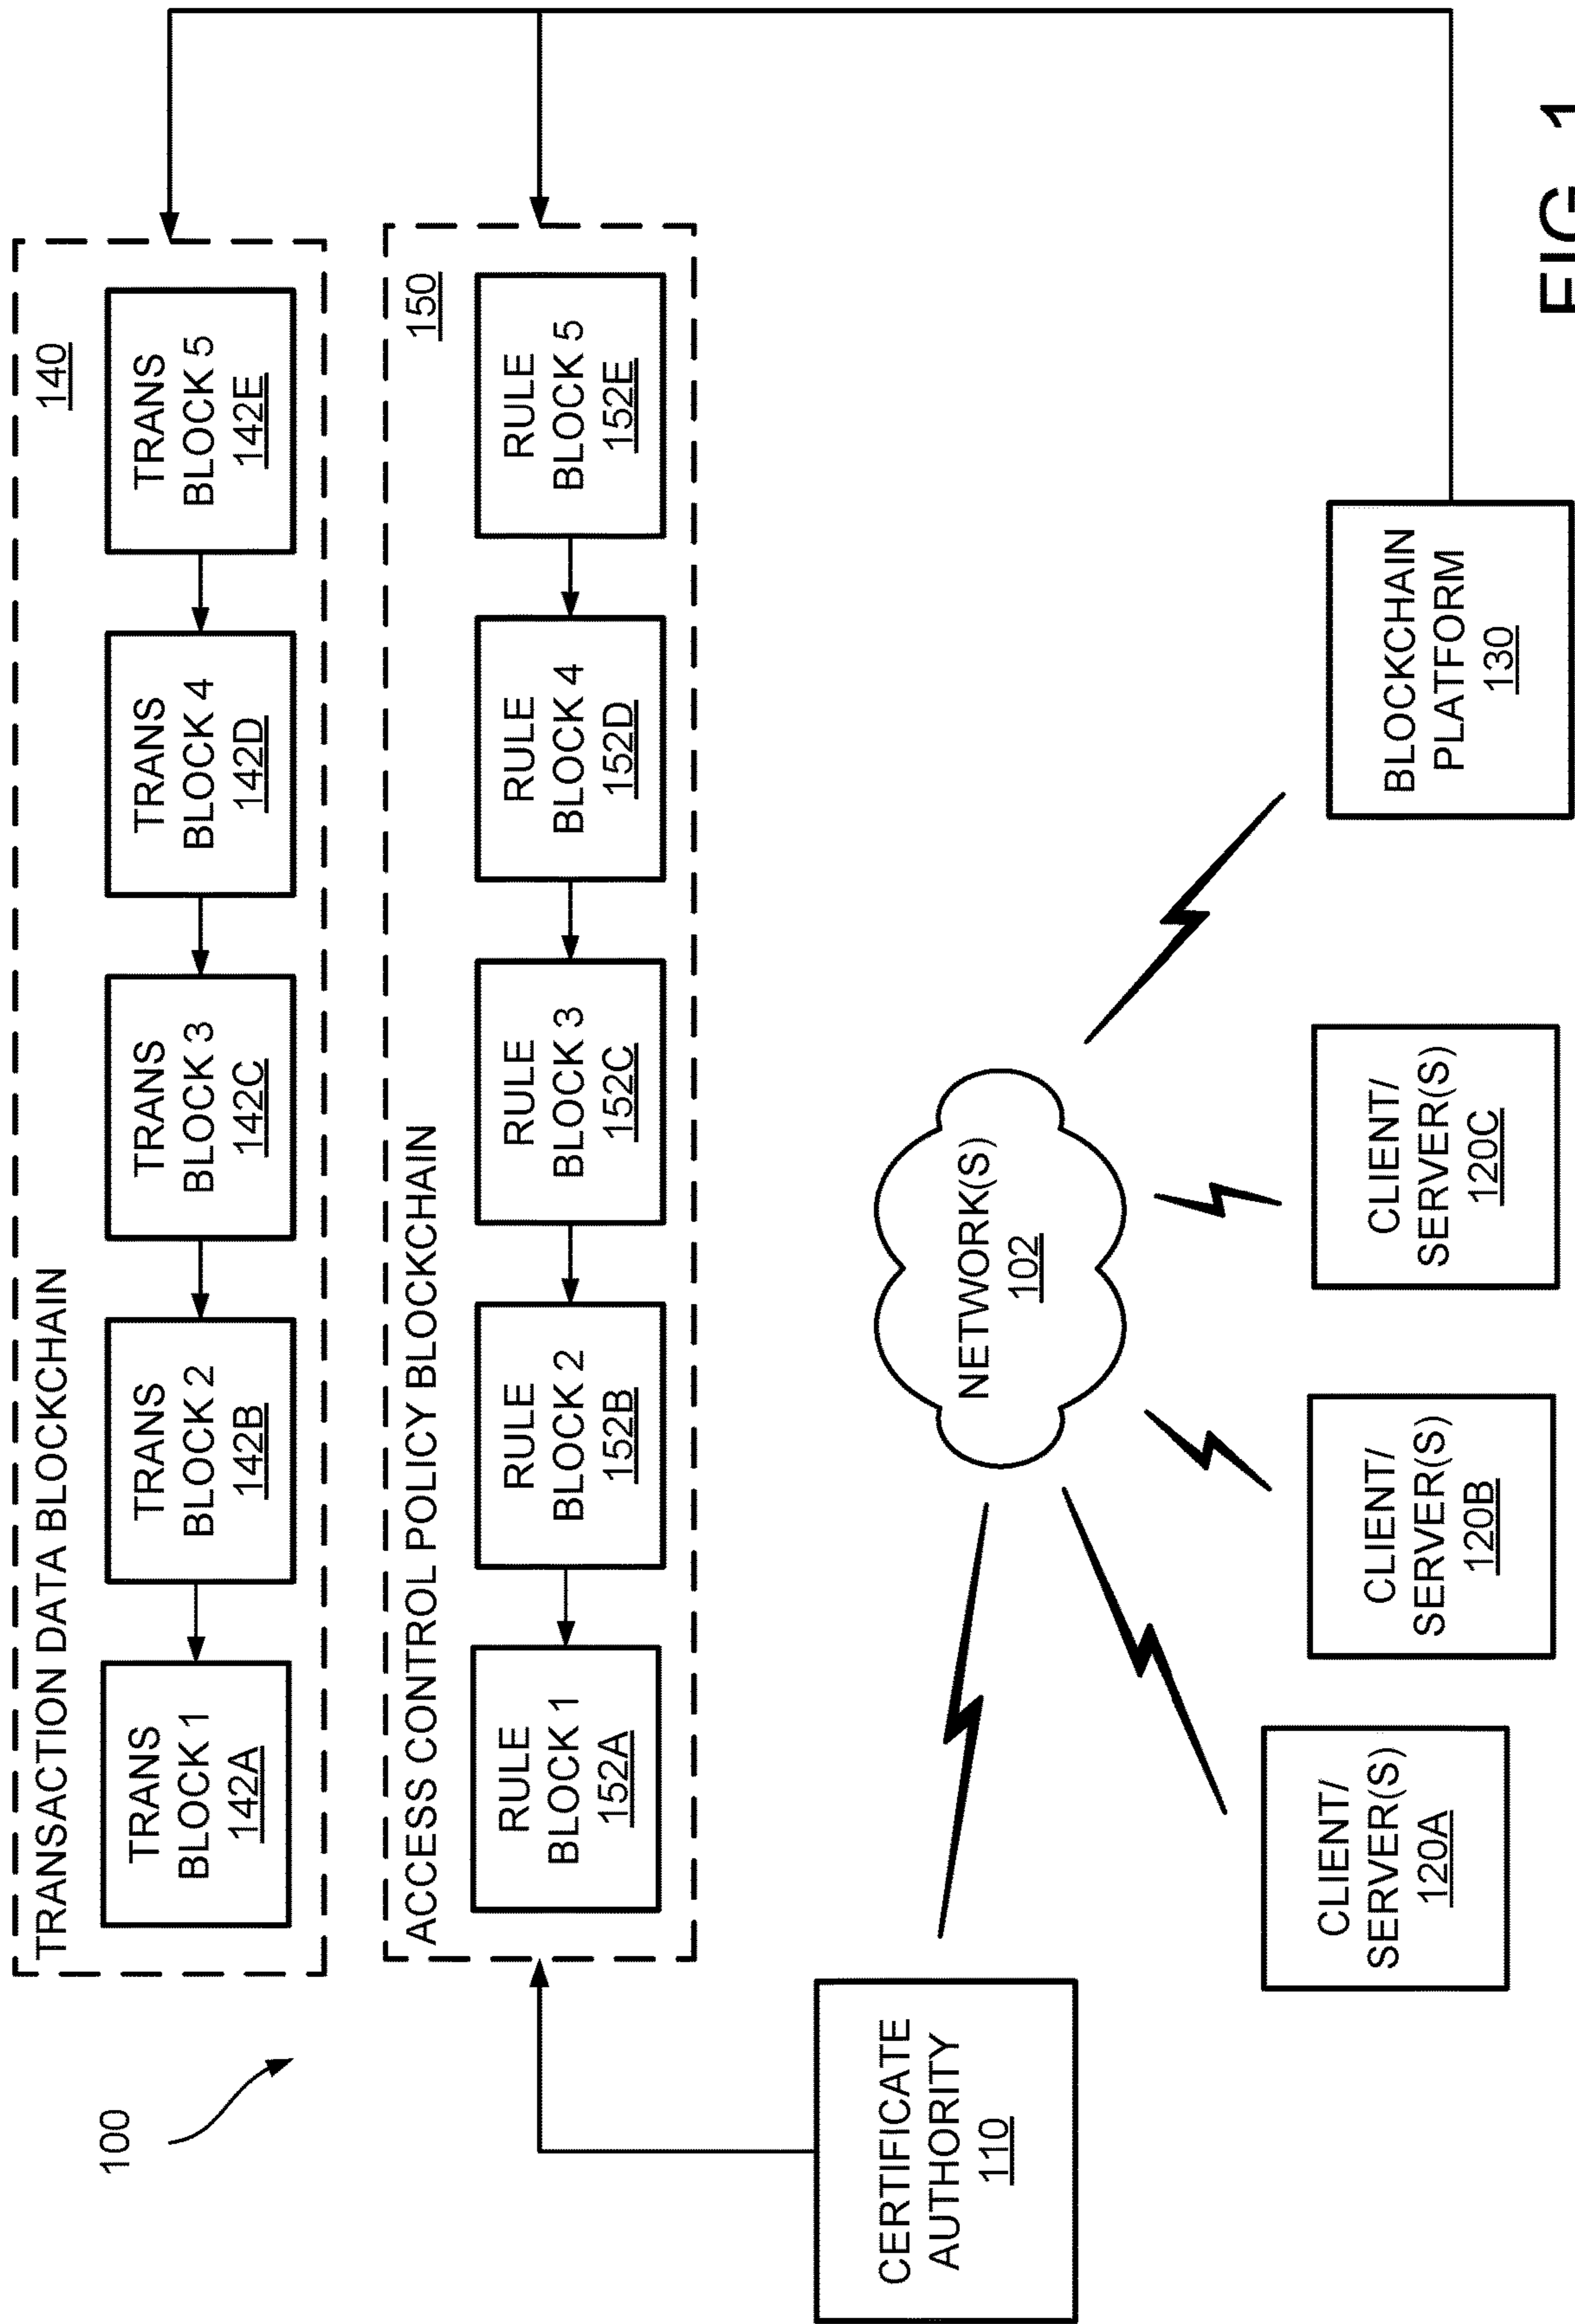 100
TRANSACTION DATA BLOCKCHAIN
140
TRANS
BLOCK 1
142A
TRANS
BLOCK 2
142B
TRANS
BLOCK 3
142C
TRANS
BLOCK 4
142D
TRANS
BLOCK 5
142E
ACCESS CONTROL POLICY BLOCKCHAIN
150
RULE
BLOCK 1
152A
RULE
BLOCK 2
152B
RULE
BLOCK 3
152C
RULE
BLOCK 4
152D
RULE
BLOCK 5
152E
CERTIFICATE
AUTHORITY
110
NETWORK(S)
102
CLIENT/
SERVER(S)
120A
CLIENT/
SERVER(S)
120B
CLIENT/
SERVER(S)
120C
BLOCKCHAIN
PLATFORM
130
FIG. 1